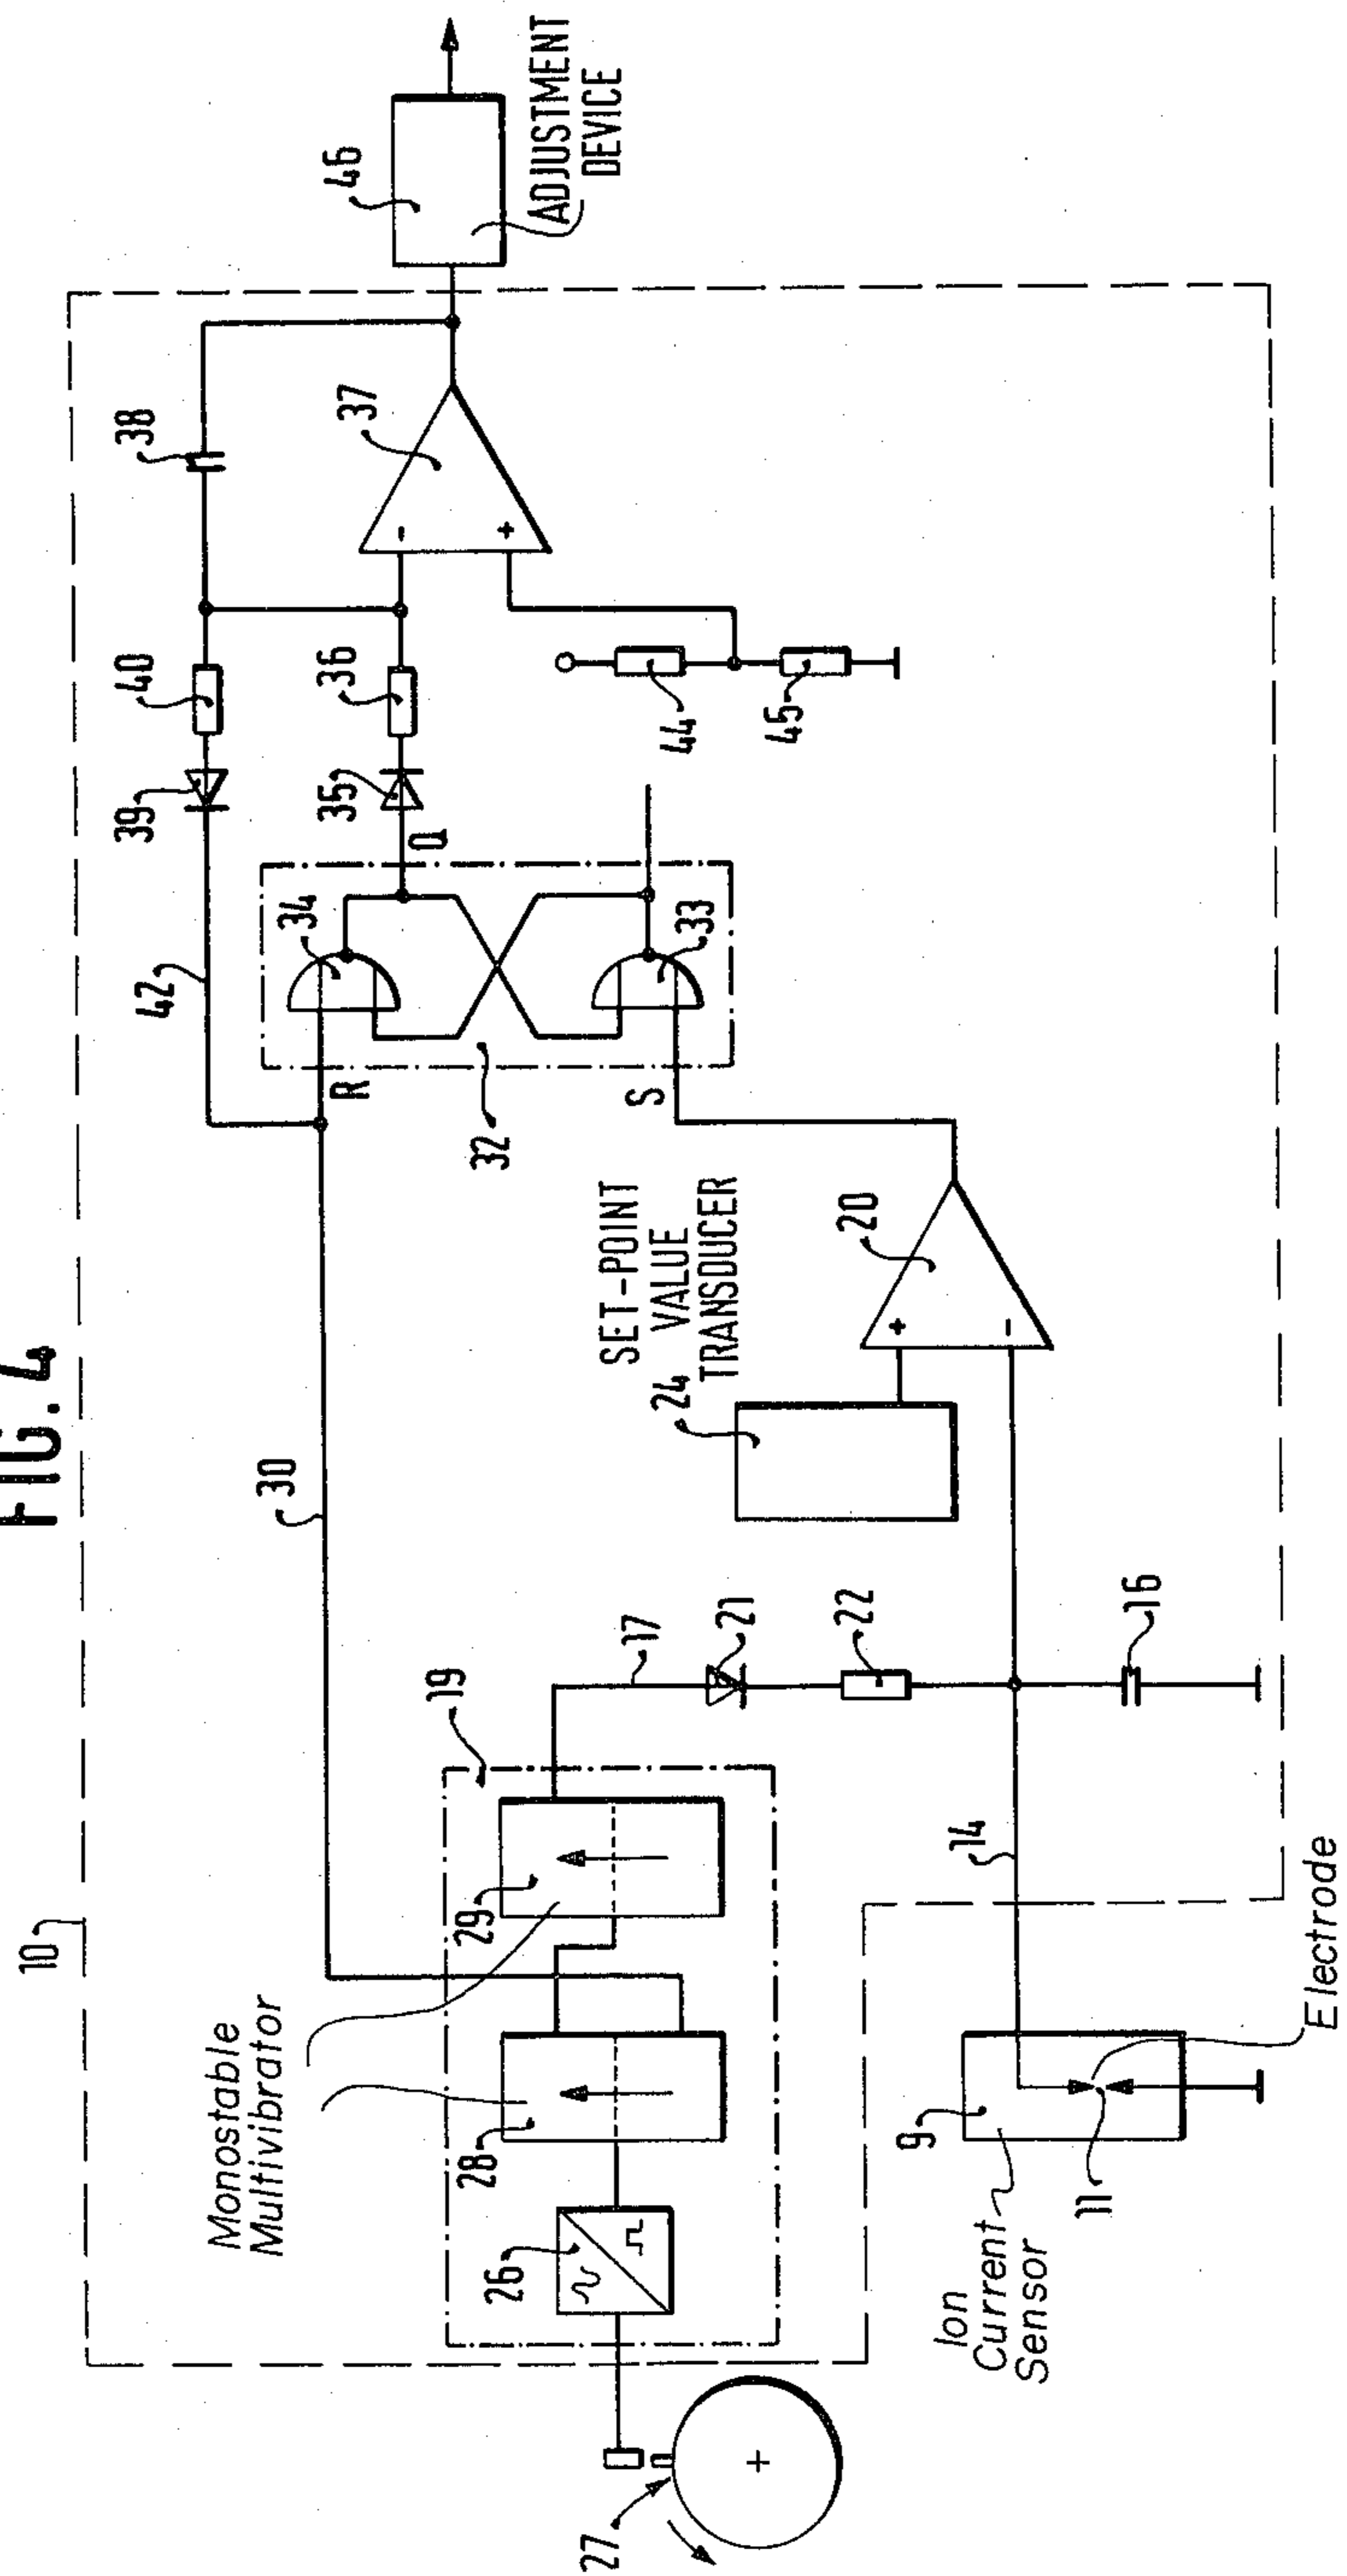 FIG. 4
10
30
42
38
39
40
46
ADJUSTMENT
DEVICE
37
-
+
36
35
Q
34
33
R
S
32
44
45
SET-POINT
VALUE
TRANSDUCER
24
20
+
-
17
21
22
16
19
29
28
26
Monostable
Multivibrator
14
Electrode
9
11
Ion
Current
Sensor
27
+